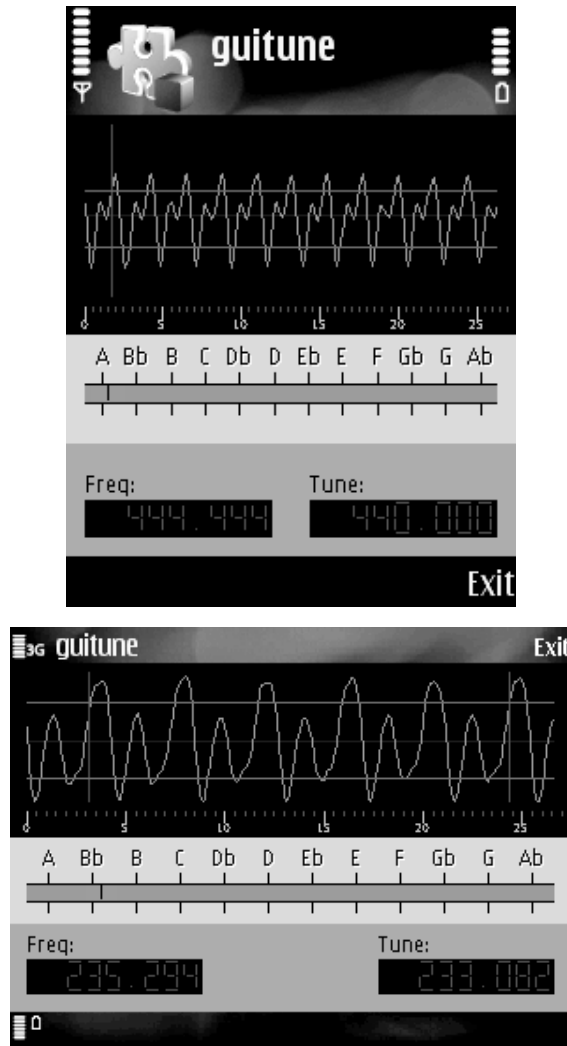 guitune
0 5 10 15 20 25
A Bb B C Db D Eb E F Gb G Ab
Freq: Tune:
444.444 440.000
Exit
3G guitune Exit
0 5 10 15 20 25
A Bb B C Db D Eb E F Gb G Ab
Freq: Tune:
235.294 233.082